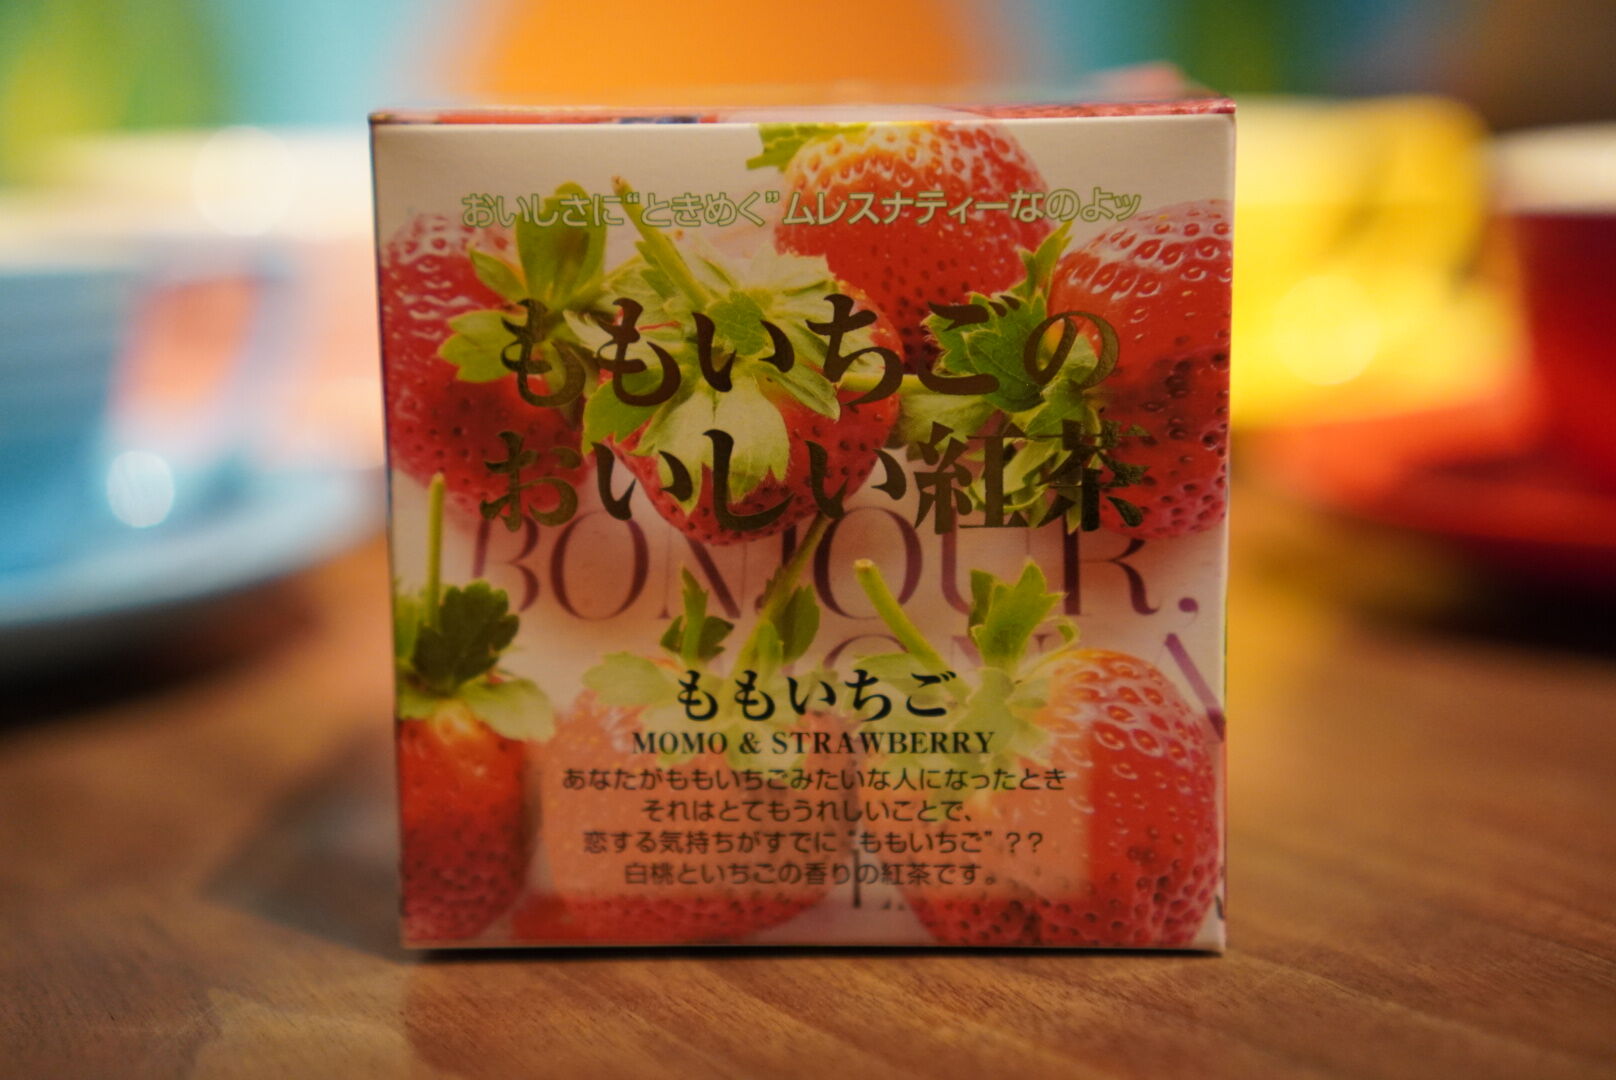 おいしさに“ときめく”ムレスナティーなのよッ
ももいちごの
おいしい紅茶
BONJOUR,
ももいちご
MOMO & STRAWBERRY
あなたがももいちごみたいな人になったとき
それはとてもうれしいことで、
恋する気持ちがすでに“ももいちご”??
白桃といちごの香りの紅茶です。